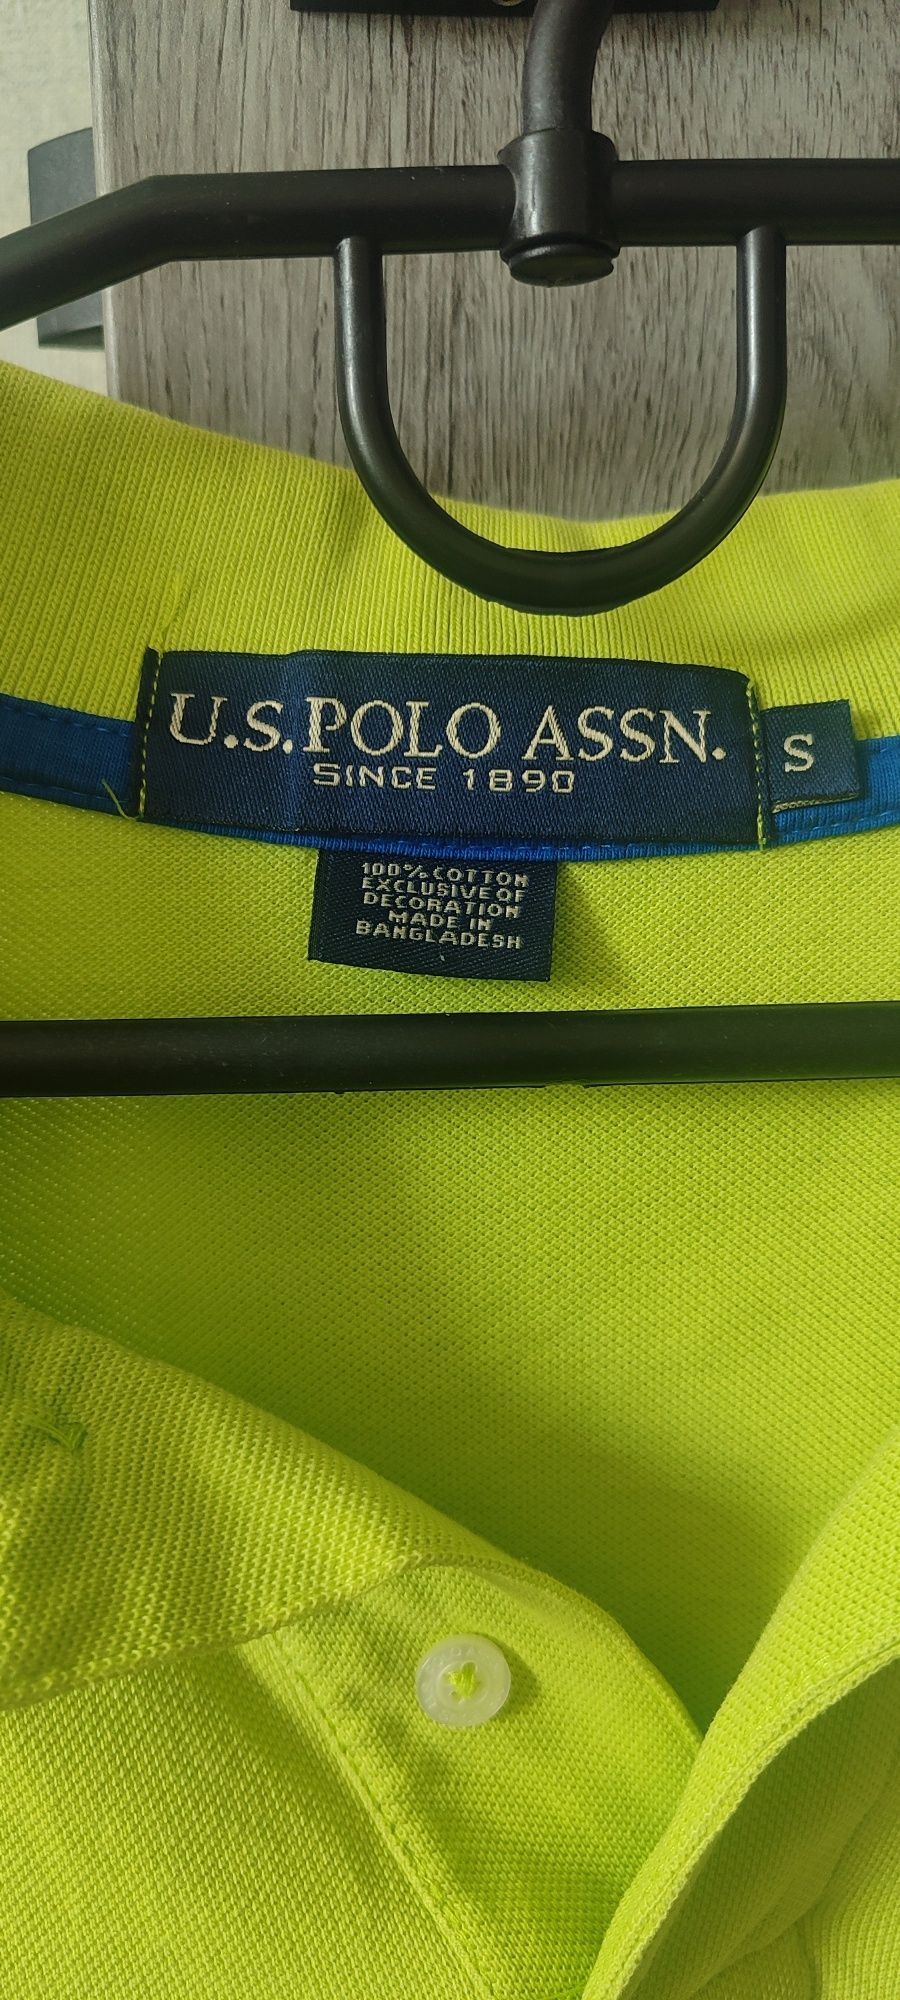 U.S. POLO ASSN.
SINCE 1890
S
100% COTTON
EXCLUSIVE OF
DECORATION
MADE IN
BANGLADESH